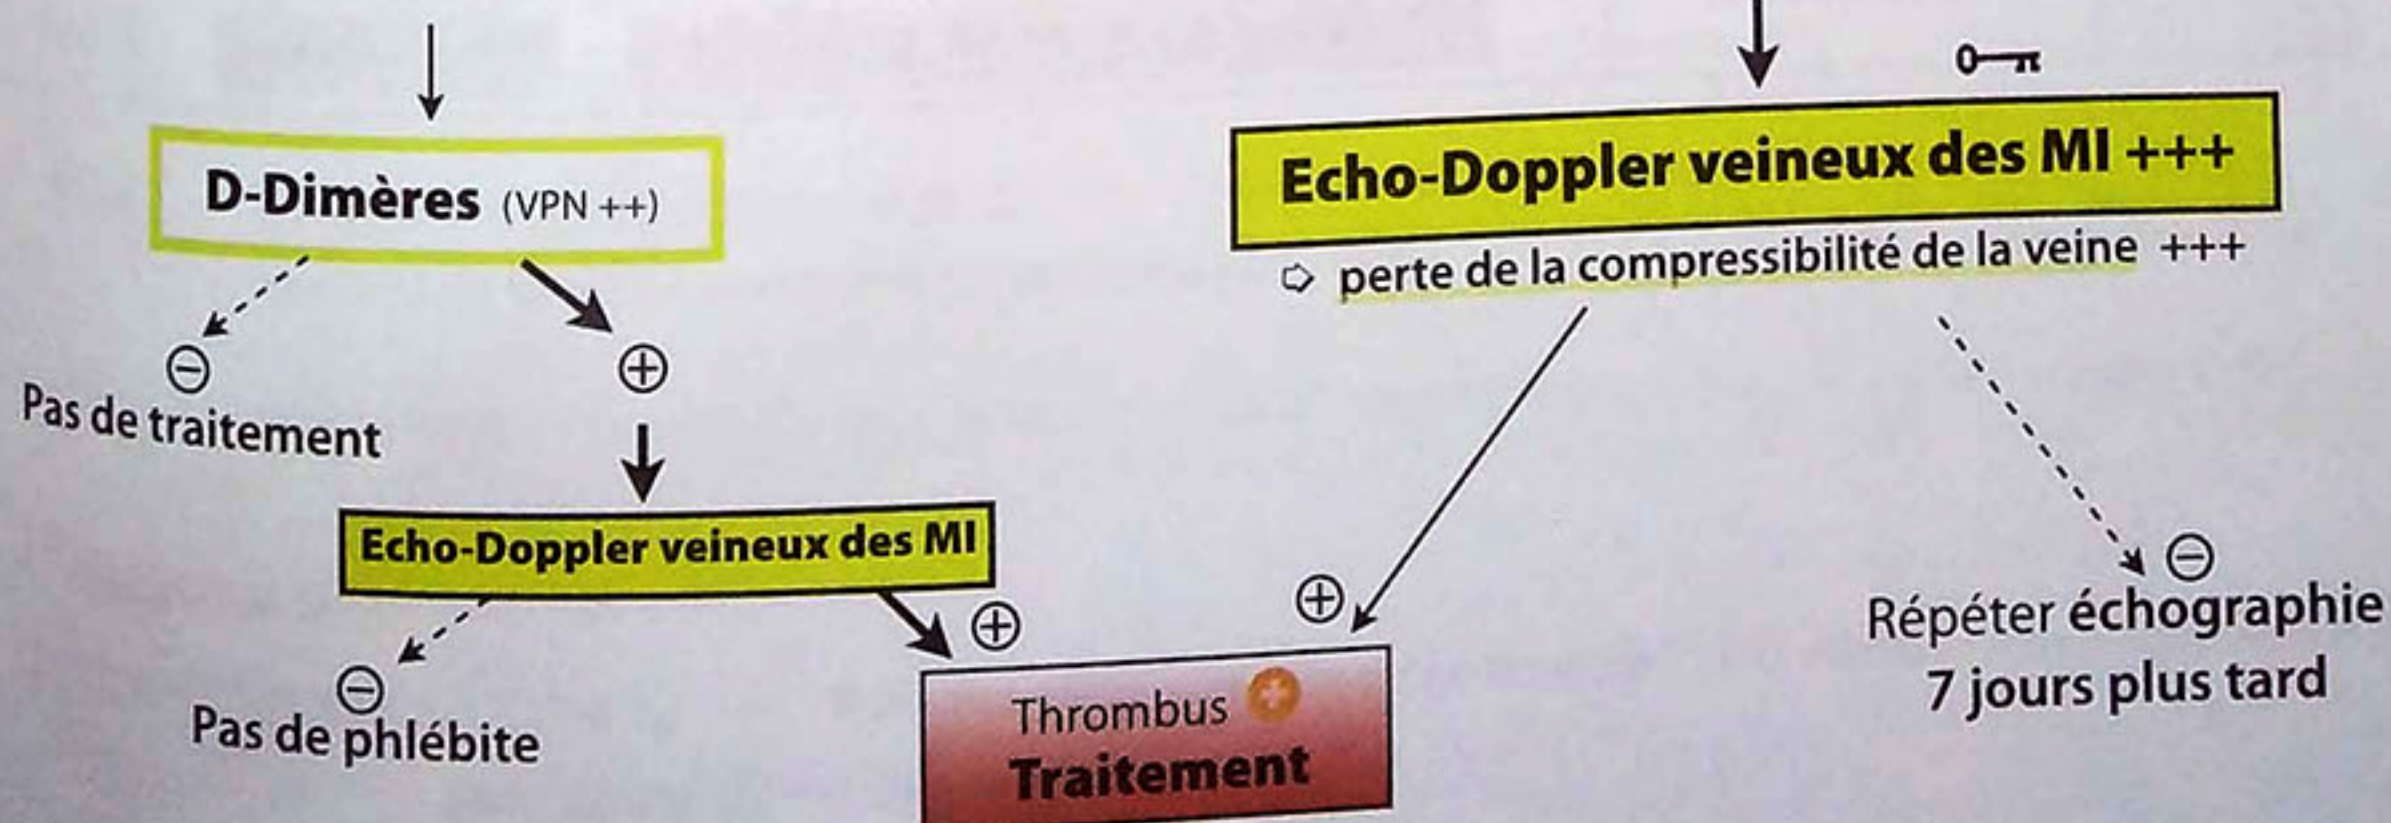 D-Dimères (VPN ++)
⊖
Pas de traitement
⊕
Echo-Doppler veineux des MI
⊖
Pas de phlébite
⊕
Echo-Doppler veineux des MI +++
⇨ perte de la compressibilité de la veine +++
⊕
Thrombus +
Traitement
⊖
Répéter échographie
7 jours plus tard